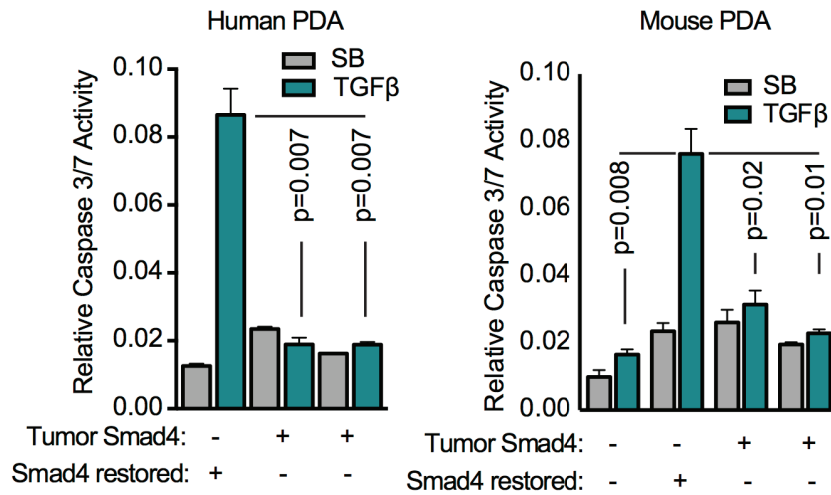 Human PDA
Relative Caspase 3/7 Activity
0.10
0.08
0.06
0.04
0.02
0.00
SB
TGFβ
p=0.007
p=0.007
Tumor Smad4: - + +
Smad4 restored: + - -
Mouse PDA
Relative Caspase 3/7 Activity
0.10
0.08
0.06
0.04
0.02
0.00
SB
TGFβ
p=0.008
p=0.02
p=0.01
Tumor Smad4: - - + +
Smad4 restored: - + - -